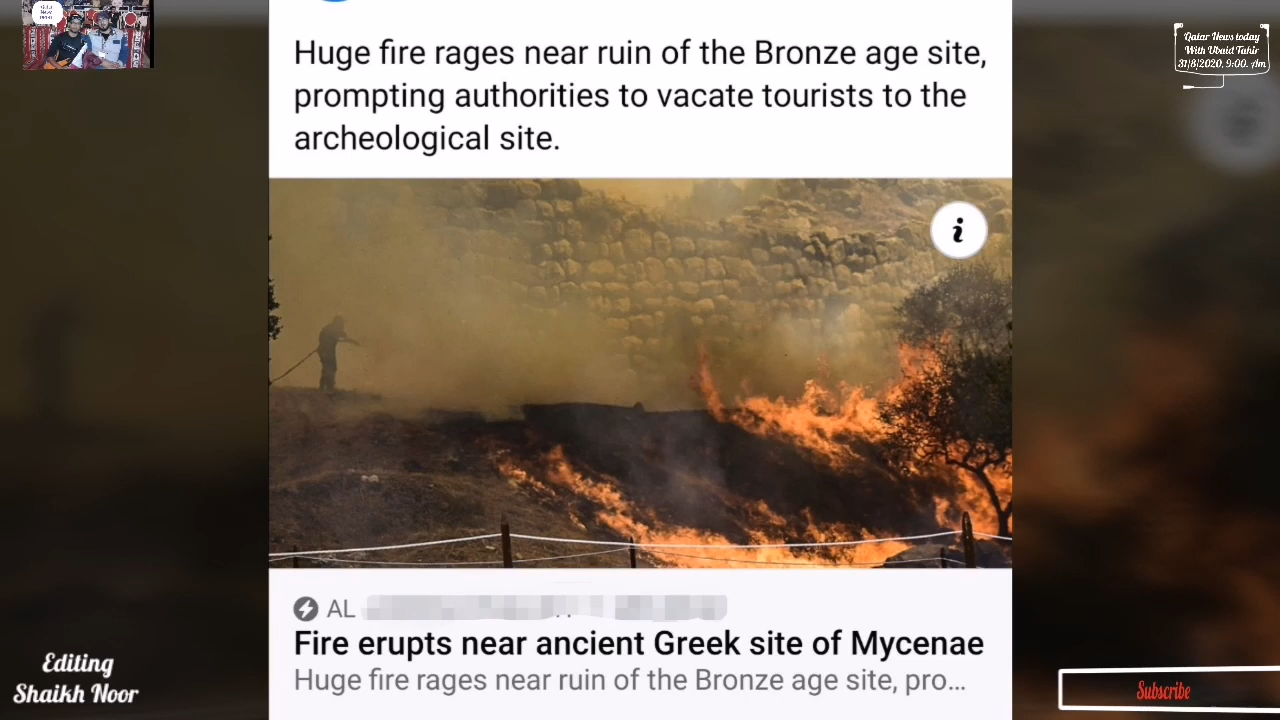 Huge fire rages near ruin of the Bronze age site,
prompting authorities to vacate tourists to the
archeological site.
Qatar News today
With Ubaid Tahir
31/8/2020, 9:00. Am
i
AL
Fire erupts near ancient Greek site of Mycenae
Huge fire rages near ruin of the Bronze age site, pro...
Editing
Shaikh Noor
Subscribe